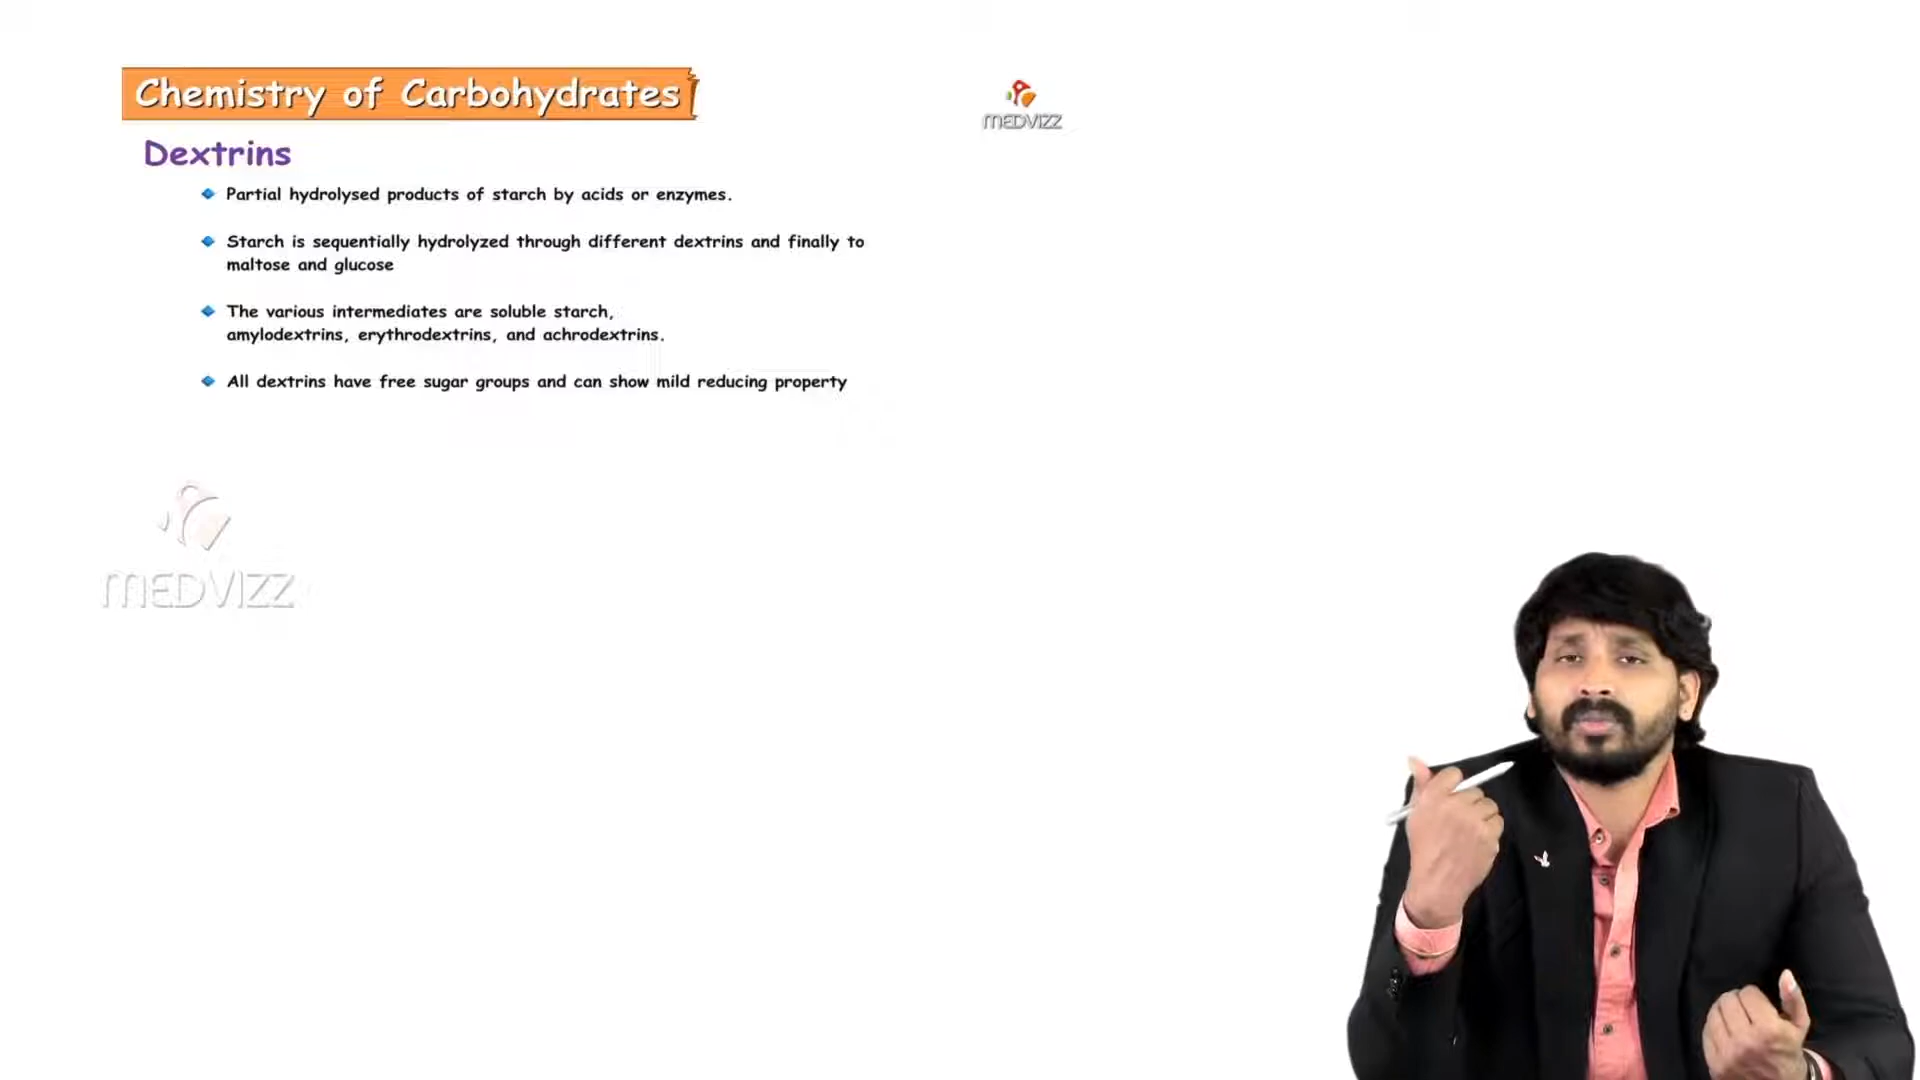 Chemistry of Carbohydrates
MEDVIZZ
Dextrins
Partial hydrolysed products of starch by acids or enzymes.
Starch is sequentially hydrolyzed through different dextrins and finally to
maltose and glucose
The various intermediates are soluble starch,
amylodextrins, erythrodextrins, and achrodextrins.
All dextrins have free sugar groups and can show mild reducing property
MEDVIZZ